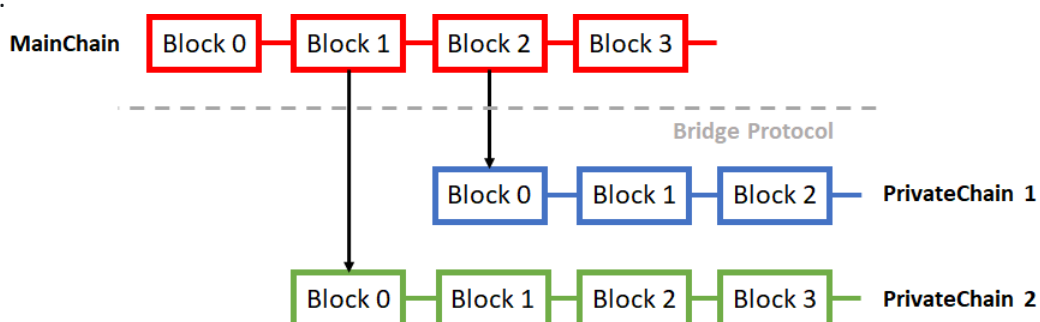 .
MainChain Block 0 Block 1 Block 2 Block 3
Bridge Protocol
Block 0 Block 1 Block 2 PrivateChain 1
Block 0 Block 1 Block 2 Block 3 PrivateChain 2